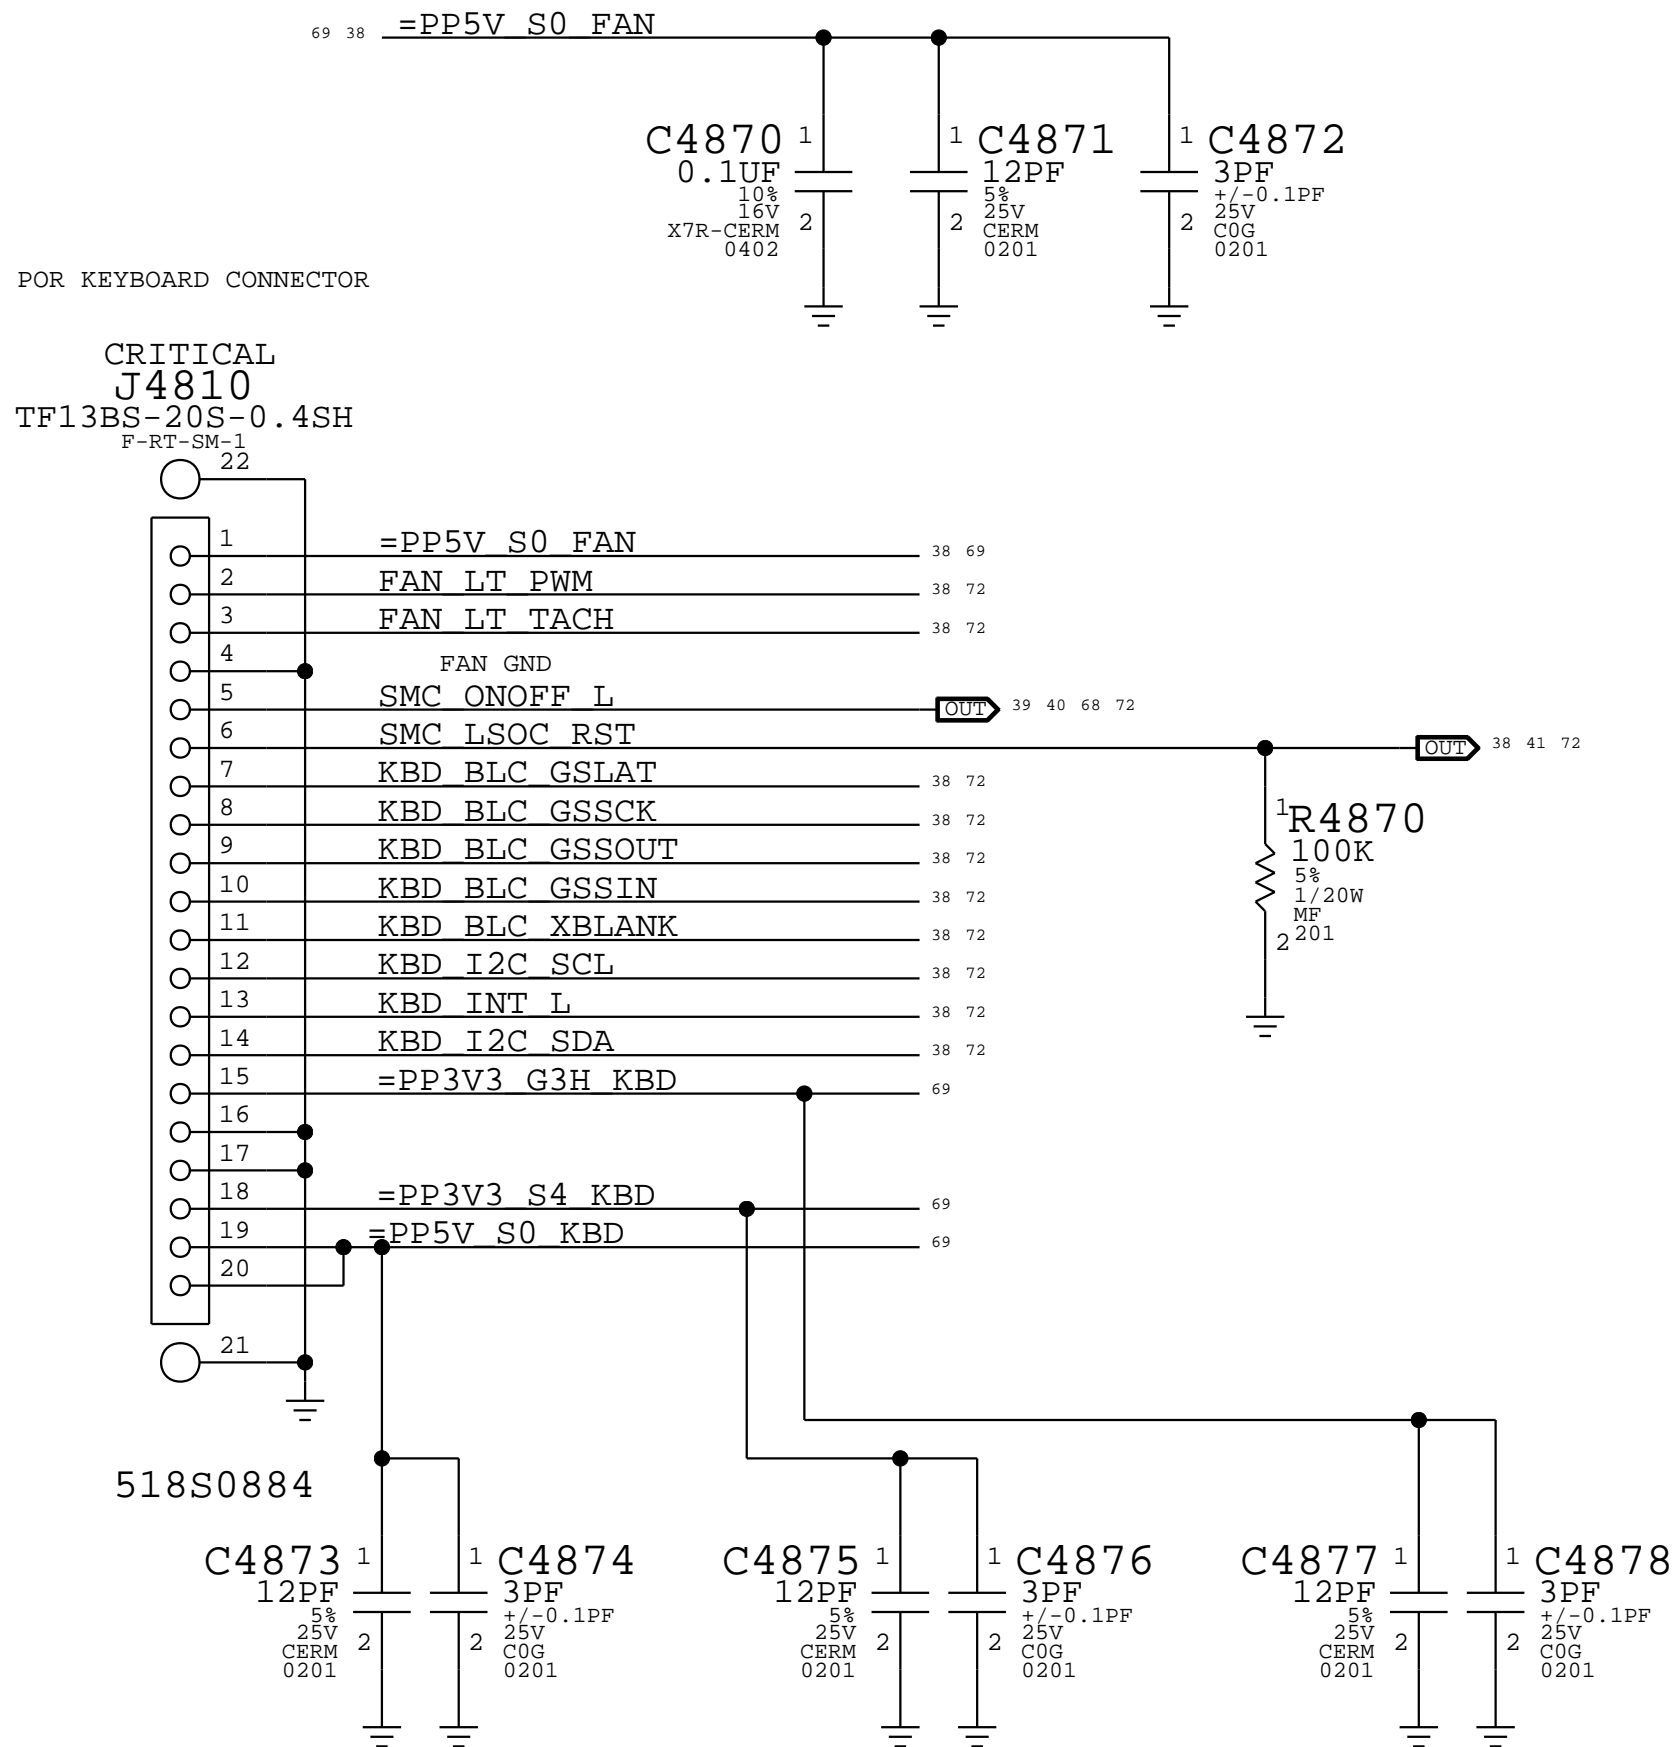 69 38 =PP5V_S0_FAN
C4870 1
0.1UF
10%
16V
X7R-CERM
0402
2
1 C4871
12PF
5%
25V
CERM
0201
2
1 C4872
3PF
+/-0.1PF
25V
C0G
0201
2
POR KEYBOARD CONNECTOR
CRITICAL
J4810
TF13BS-20S-0.4SH
F-RT-SM-1
22
1 =PP5V_S0_FAN 38 69
2 FAN_LT_PWM 38 72
3 FAN_LT_TACH 38 72
4 FAN GND
5 SMC_ONOFF_L OUT 39 40 68 72
6 SMC_LSOC_RST OUT 38 41 72
7 KBD_BLC_GSLAT 38 72
8 KBD_BLC_GSSCK 38 72
9 KBD_BLC_GSSOUT 38 72
10 KBD_BLC_GSSIN 38 72
11 KBD_BLC_XBLANK 38 72
12 KBD_I2C_SCL 38 72
13 KBD_INT_L 38 72
14 KBD_I2C_SDA 38 72
15 =PP3V3_G3H_KBD 69
16
17
18 =PP3V3_S4_KBD 69
19 =PP5V_S0_KBD 69
20
21
1 R4870
100K
5%
1/20W
MF
201
2
518S0884
C4873 1
12PF
5%
25V
CERM
0201
2
1 C4874
3PF
+/-0.1PF
25V
C0G
0201
2
C4875 1
12PF
5%
25V
CERM
0201
2
1 C4876
3PF
+/-0.1PF
25V
C0G
0201
2
C4877 1
12PF
5%
25V
CERM
0201
2
1 C4878
3PF
+/-0.1PF
25V
C0G
0201
2